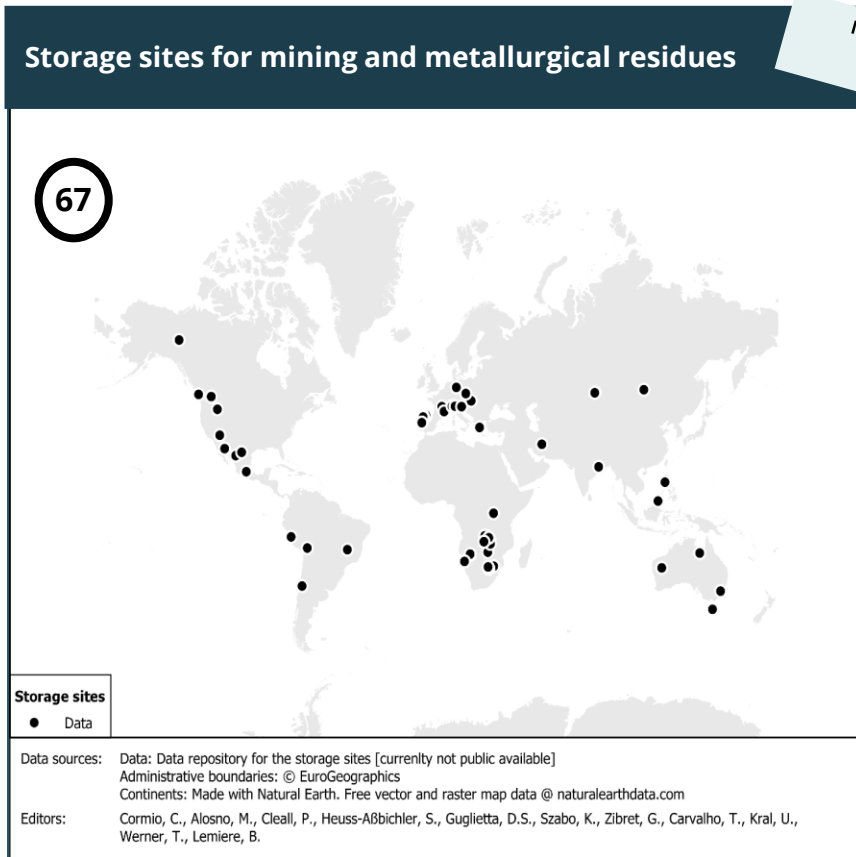 Storage sites for mining and metallurgical residues
67
Storage sites
Data
Data sources: Data: Data repository for the storage sites [currenlty not public available]
Administrative boundaries: © EuroGeographics
Continents: Made with Natural Earth. Free vector and raster map data @ naturalearthdata.com
Editors: Cormio, C., Alosno, M., Cleall, P., Heuss-Aßbichler, S., Guglietta, D.S., Szabo, K., Zibret, G., Carvalho, T., Kral, U.,
Werner, T., Lemiere, B.